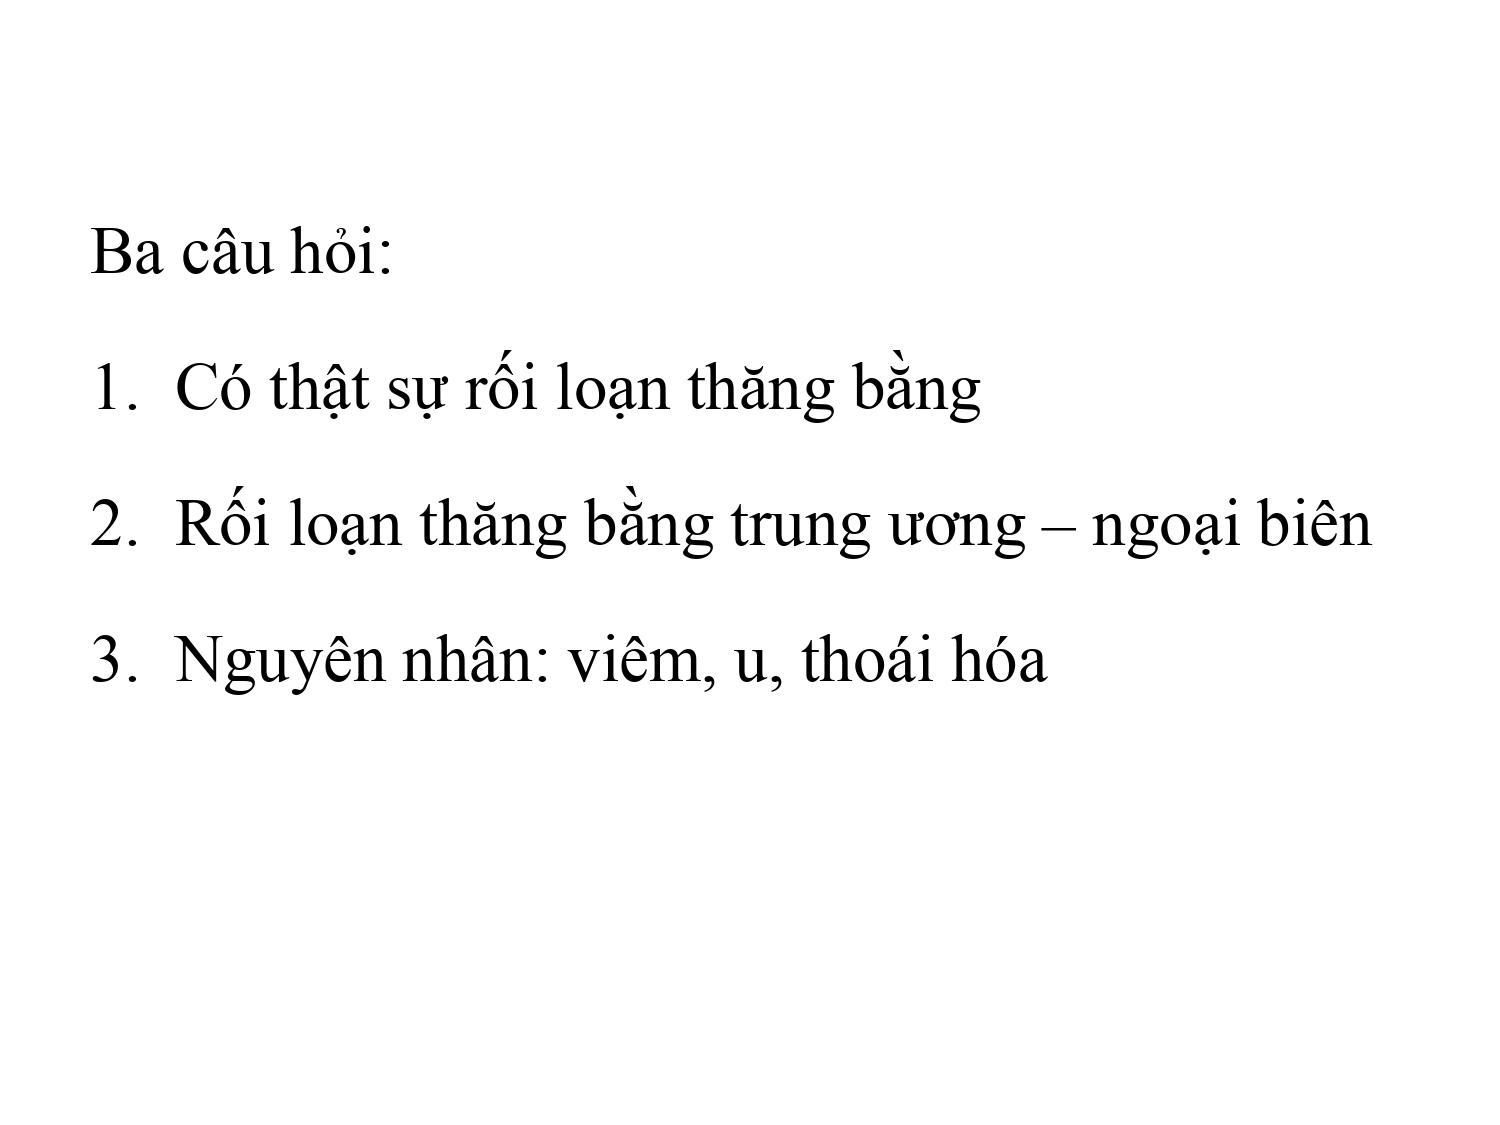 Ba câu hỏi:
1. Có thật sự rối loạn thăng bằng
2. Rối loạn thăng bằng trung ương – ngoại biên
3. Nguyên nhân: viêm, u, thoái hóa